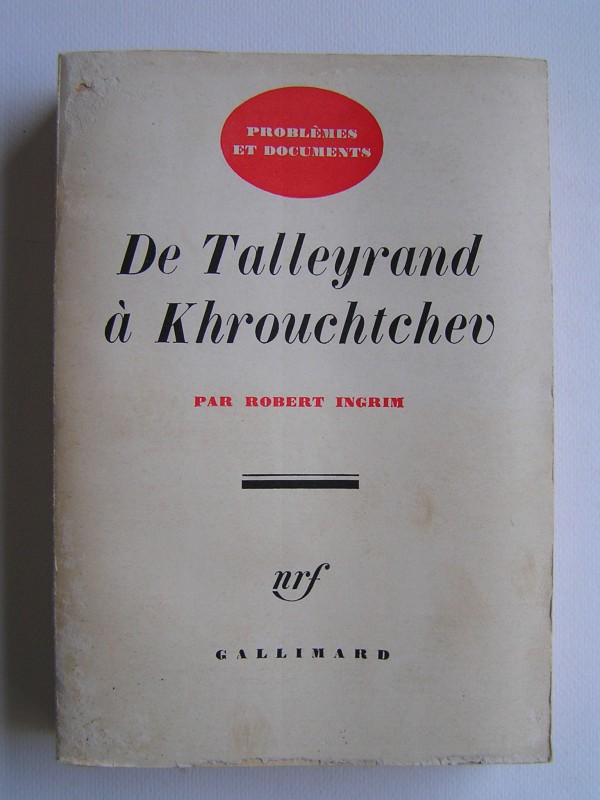 PROBLÈMES
ET DOCUMENTS
De Talleyrand
à Khrouchtchev
PAR ROBERT INGRIM
nrf
GALLIMARD